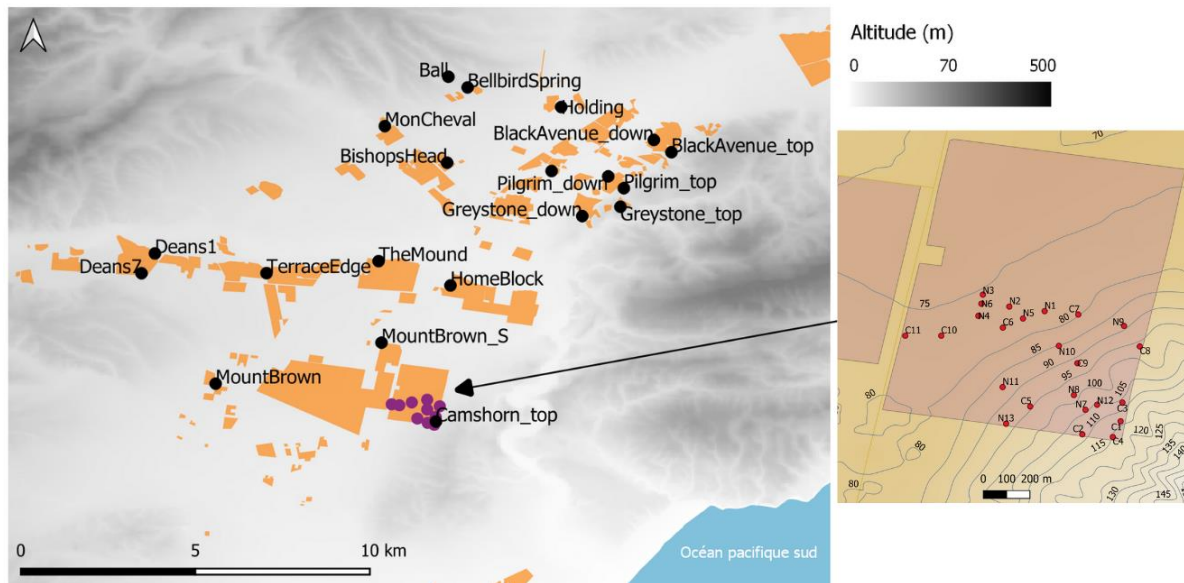 Altitude (m)
0 70 500
Ball
BellbirdSpring
Holding
MonCheval
BlackAvenue_down
BlackAvenue_top
BishopsHead
Pilgrim_down
Pilgrim_top
Greystone_down
Greystone_top
Deans1
Deans7
TerraceEdge
TheMound
HomeBlock
MountBrown_S
MountBrown
Camshorn_top
0 5 10 km
Océan pacifique sud
70
75
N3
N6
N2
N4
N5
N1
C7
80
C6
N9
C11
C10
85
N10
C8
90
C9
95
N11
N8
100
105
C5
N7
N12
C3
110
N13
C2
C1
C4
115
120
125
135
140
130
145
80
80
80
0 100 200 m